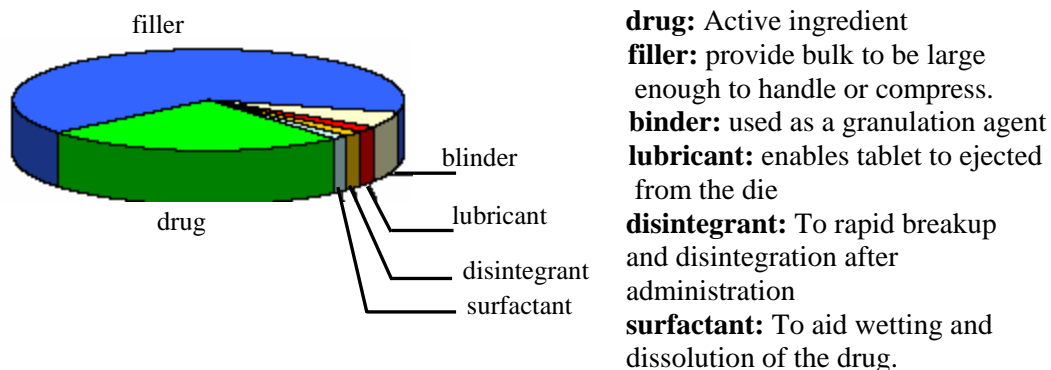 filler
blinder
lubricant
drug
disintegrant
surfactant
drug: Active ingredient
filler: provide bulk to be large
enough to handle or compress.
binder: used as a granulation agent
lubricant: enables tablet to ejected
from the die
disintegrant: To rapid breakup
and disintegration after
administration
surfactant: To aid wetting and
dissolution of the drug.